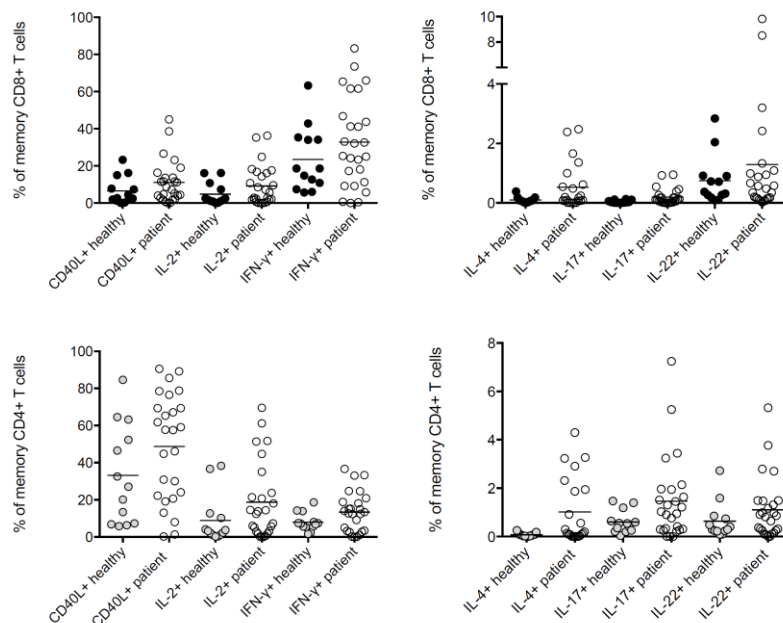 % of memory CD8+ T cells
100
80
60
40
20
0
CD40L+ healthy
CD40L+ patient
IL-2+ healthy
IL-2+ patient
IFN-γ+ healthy
IFN-γ+ patient
% of memory CD8+ T cells
10
8
6
4
2
0
IL-4+ healthy
IL-4+ patient
IL-17+ healthy
IL-17+ patient
IL-22+ healthy
IL-22+ patient
% of memory CD4+ T cells
100
80
60
40
20
0
CD40L+ healthy
CD40L+ patient
IL-2+ healthy
IL-2+ patient
IFN-γ+ healthy
IFN-γ+ patient
% of memory CD4+ T cells
8
6
4
2
0
IL-4+ healthy
IL-4+ patient
IL-17+ healthy
IL-17+ patient
IL-22+ healthy
IL-22+ patient